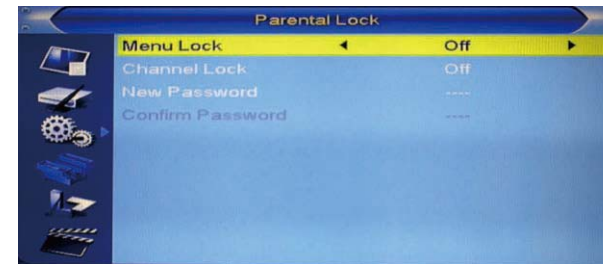 Parental Lock
Menu Lock Off
Channel Lock Off
New Password ----
Confirm Password ----